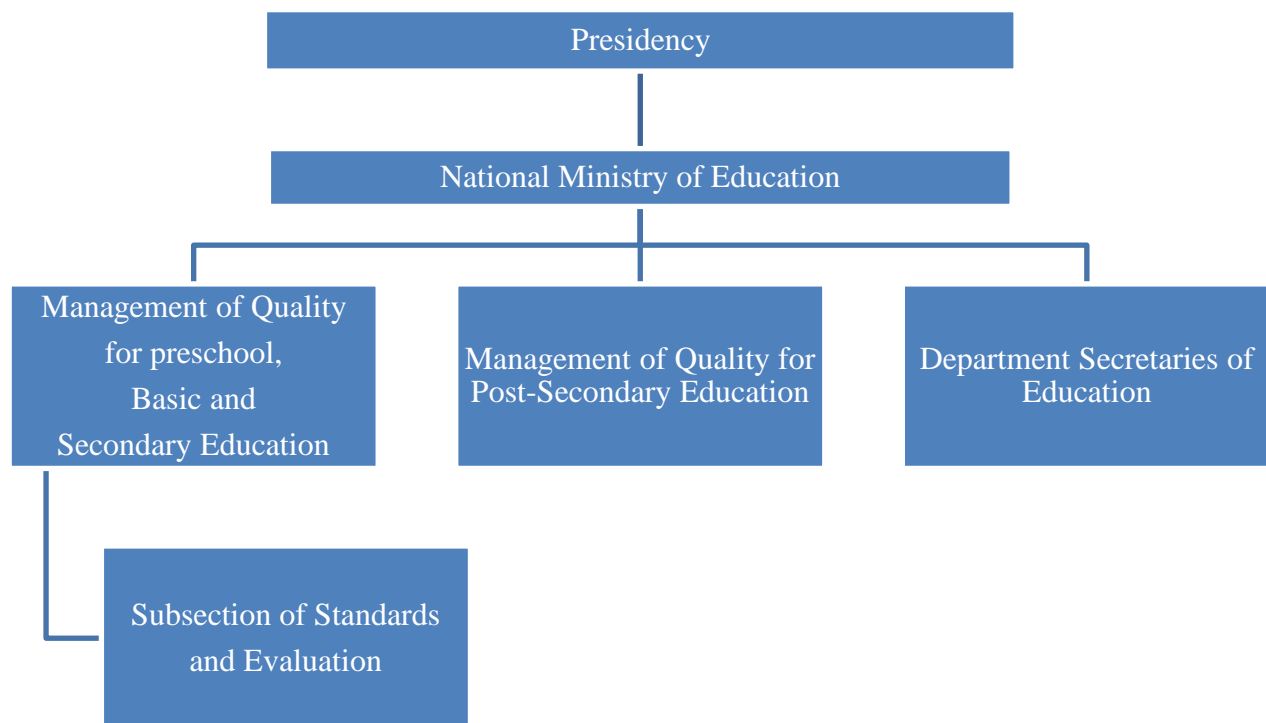 Presidency
National Ministry of Education
Management of Quality
for preschool,
Basic and
Secondary Education
Management of Quality for
Post-Secondary Education
Department Secretaries of
Education
Subsection of Standards
and Evaluation